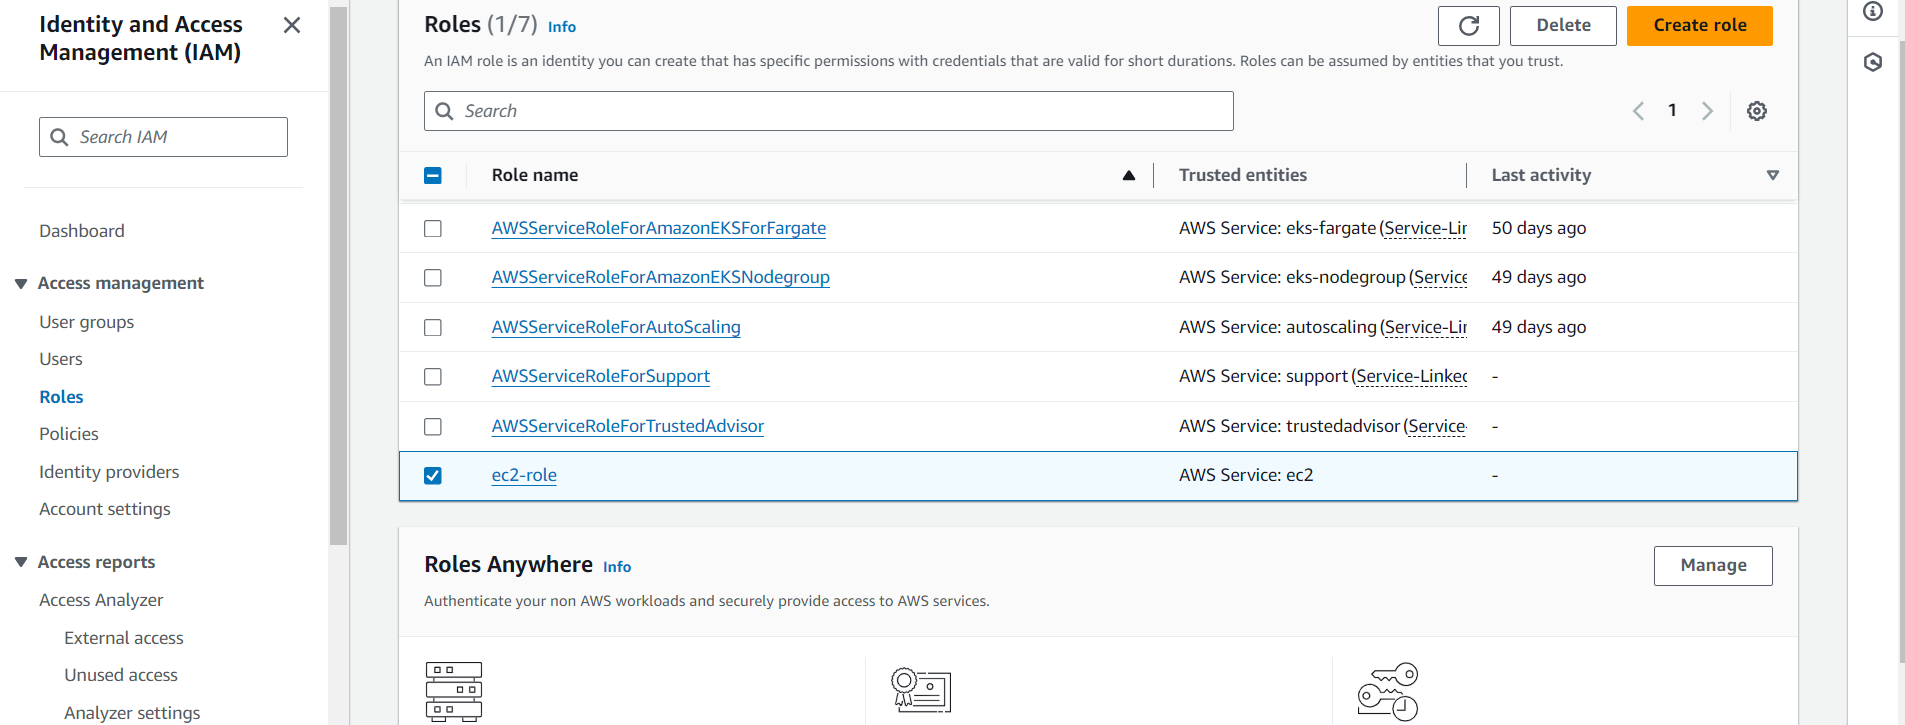 Identity and Access
Management (IAM)
Search IAM
Dashboard
Access management
User groups
Users
Roles
Policies
Identity providers
Account settings
Access reports
Access Analyzer
External access
Unused access
Analyzer settings
Roles (1/7) Info
Delete
Create role
An IAM role is an identity you can create that has specific permissions with credentials that are valid for short durations. Roles can be assumed by entities that you trust.
Search
1
Role name Trusted entities Last activity
AWSServiceRoleForAmazonEKSForFargate AWS Service: eks-fargate (Service-Lin 50 days ago
AWSServiceRoleForAmazonEKSNodegroup AWS Service: eks-nodegroup (Service 49 days ago
AWSServiceRoleForAutoScaling AWS Service: autoscaling (Service-Lin 49 days ago
AWSServiceRoleForSupport AWS Service: support (Service-Linked -
AWSServiceRoleForTrustedAdvisor AWS Service: trustedadvisor (Service- -
ec2-role AWS Service: ec2 -
Roles Anywhere Info
Manage
Authenticate your non AWS workloads and securely provide access to AWS services.